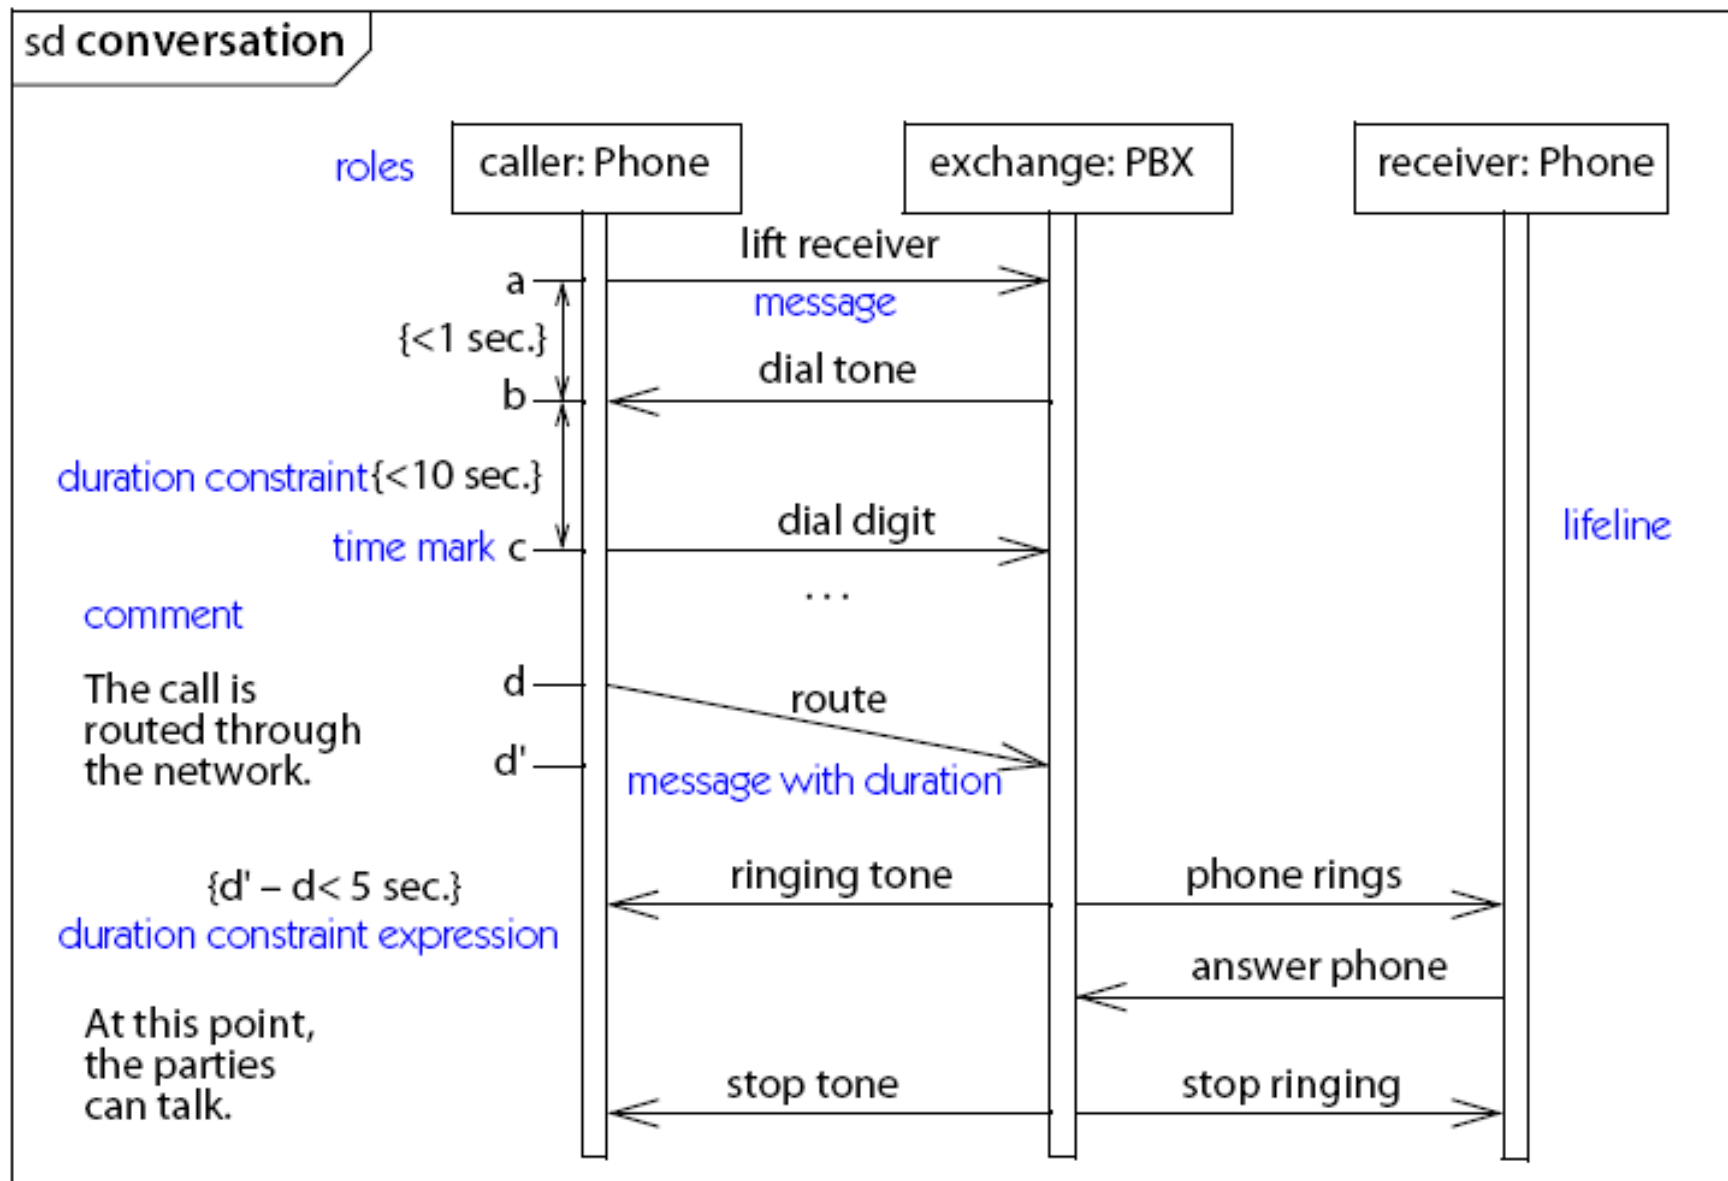 sd conversation
roles
caller: Phone
exchange: PBX
receiver: Phone
lift receiver
a
message
{<1 sec.}
dial tone
b
duration constraint {<10 sec.}
dial digit
lifeline
time mark c
...
comment
The call is
routed through
the network.
d
route
d'
message with duration
{d' – d< 5 sec.}
duration constraint expression
ringing tone
phone rings
answer phone
At this point,
the parties
can talk.
stop tone
stop ringing